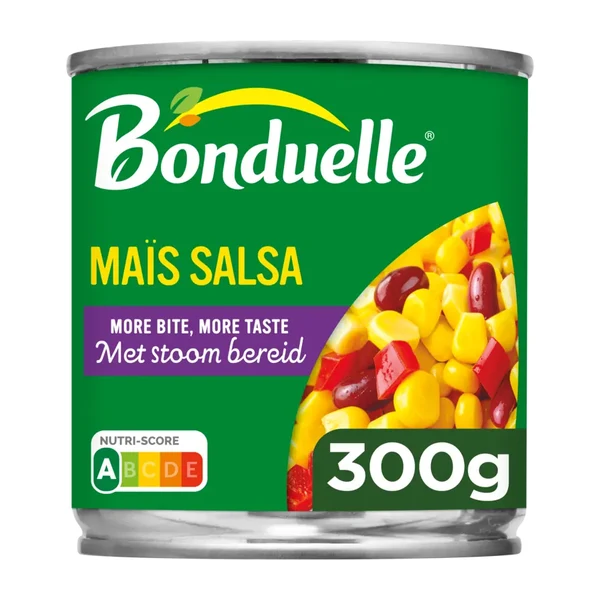 Bonduelle®
MAÏS SALSA
MORE BITE, MORE TASTE
Met stoom bereid
NUTRI-SCORE
A B C D E
300g